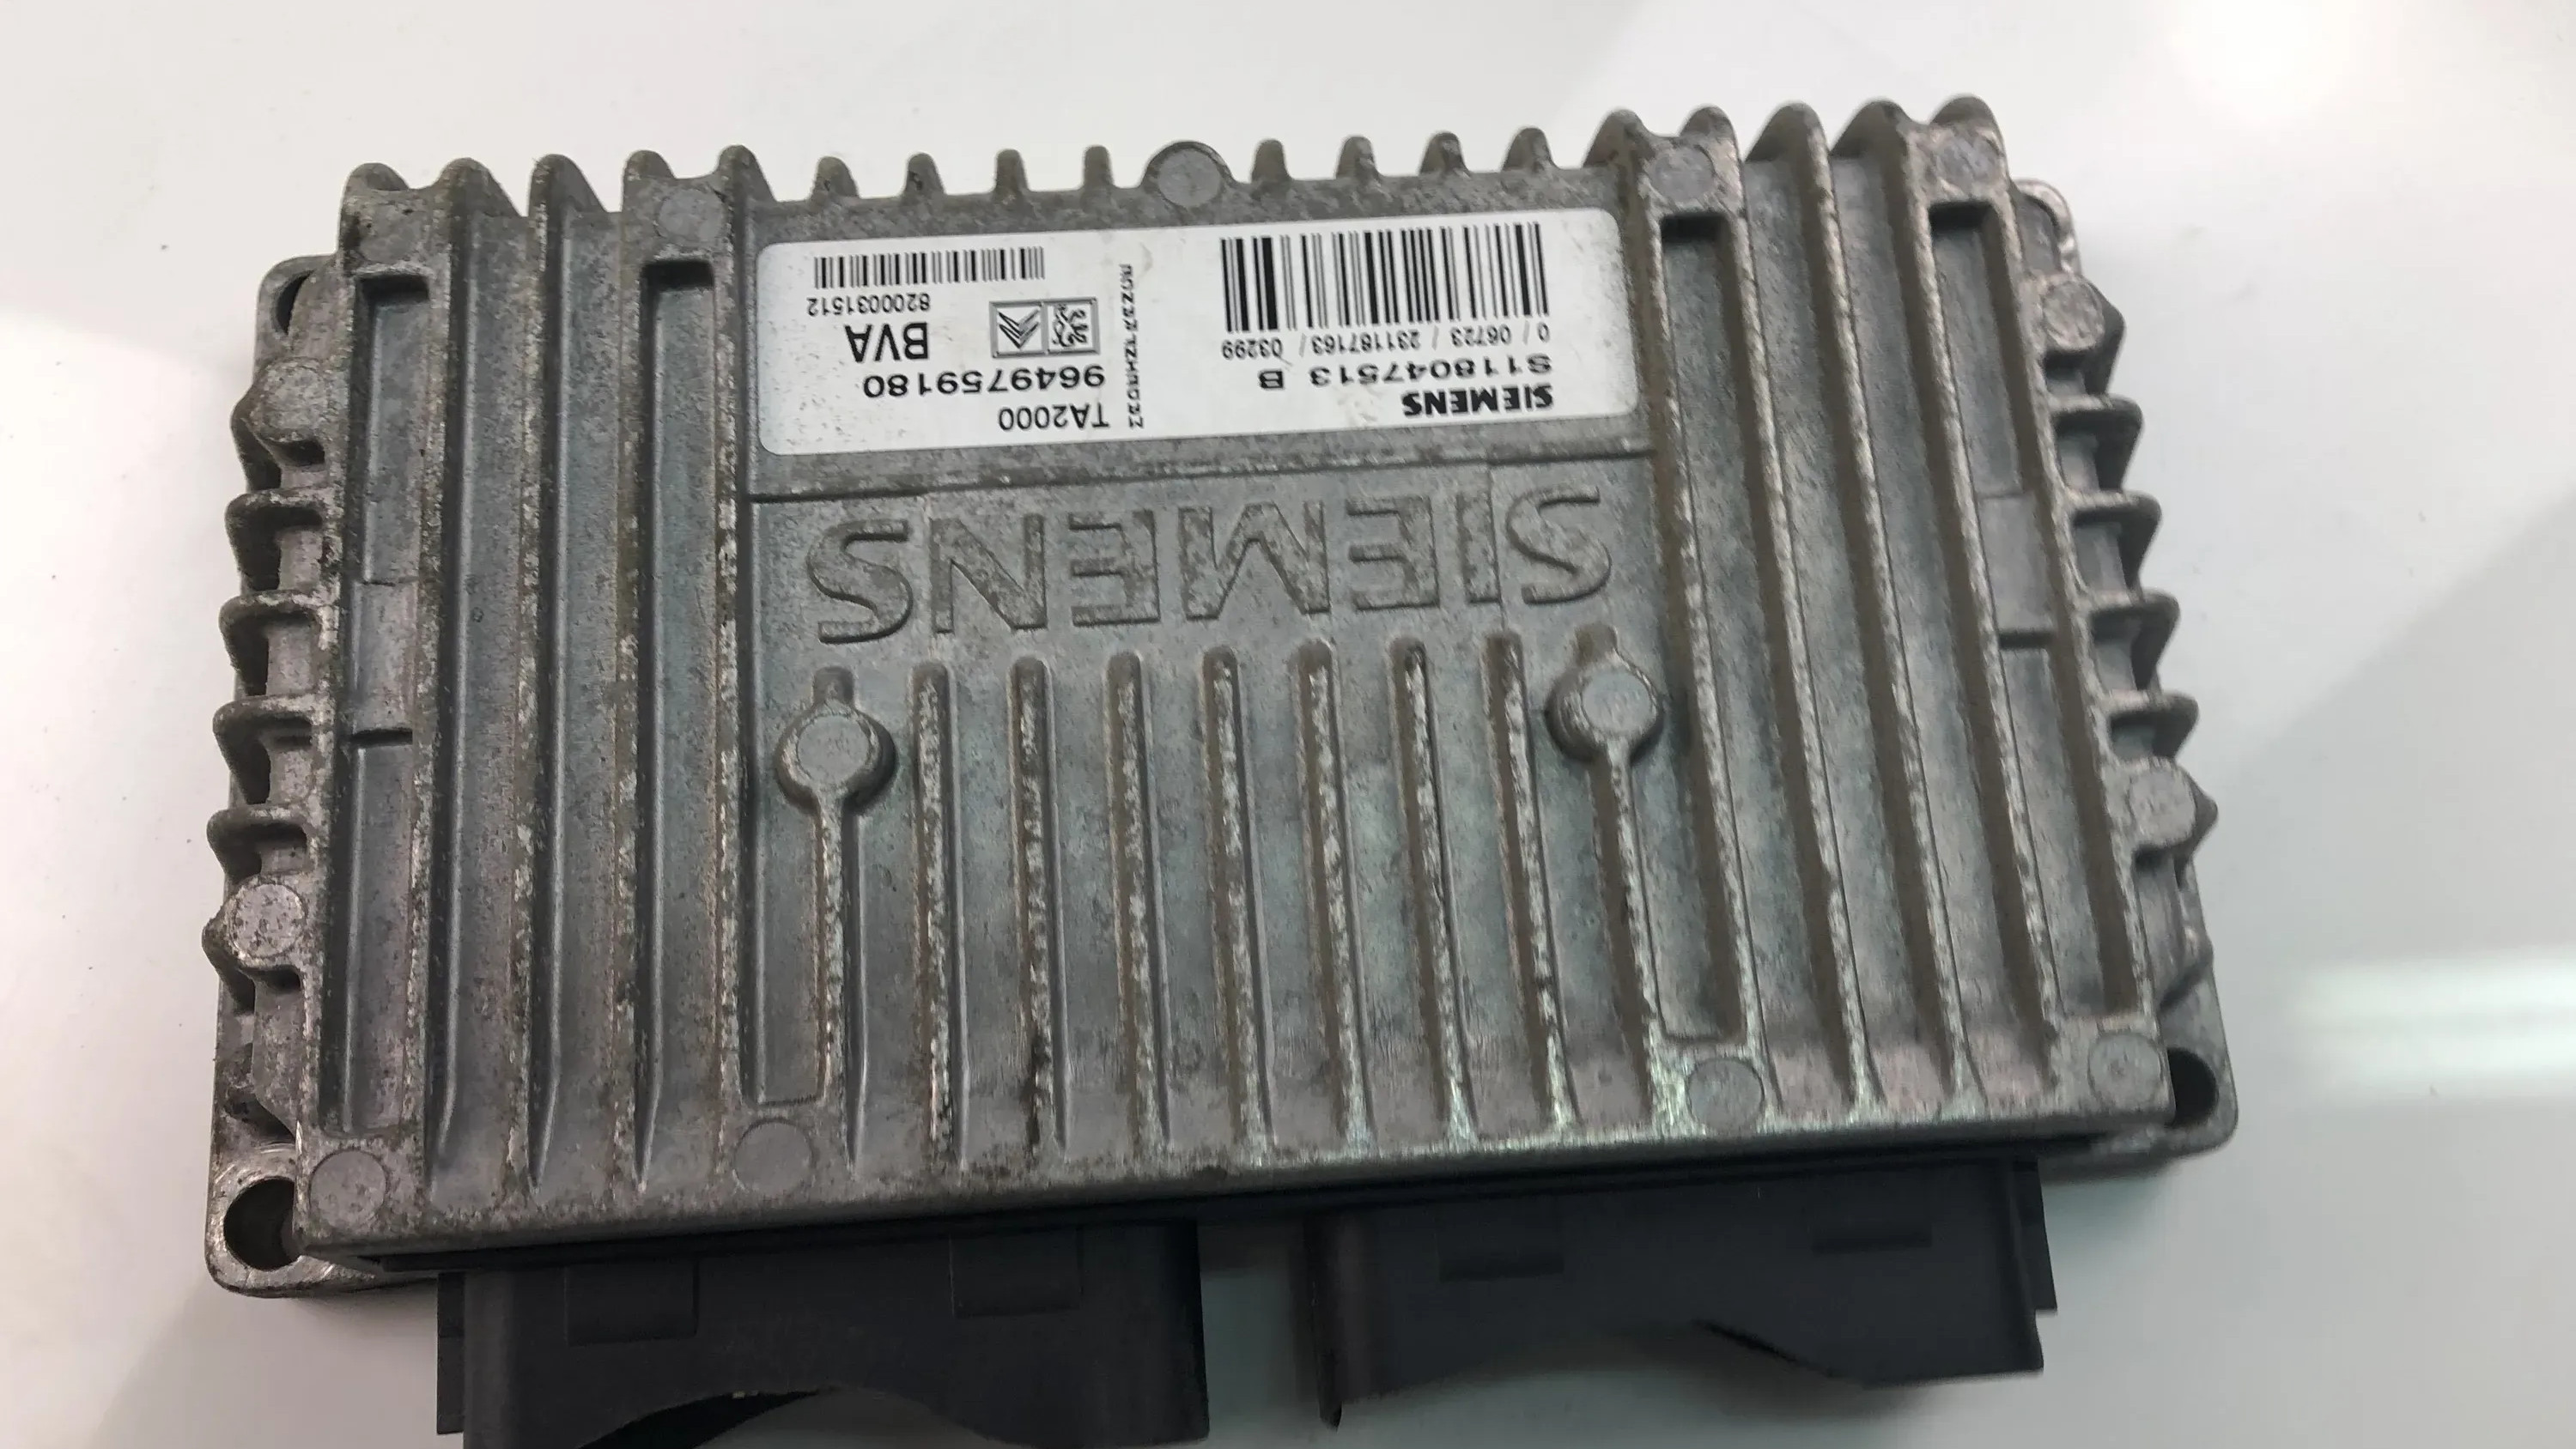 SIEMENS
S118047513 B
0 / 06723 / 231187163 / 03299
TA2000
9649759180
BVA
8200031512
SIEMENS